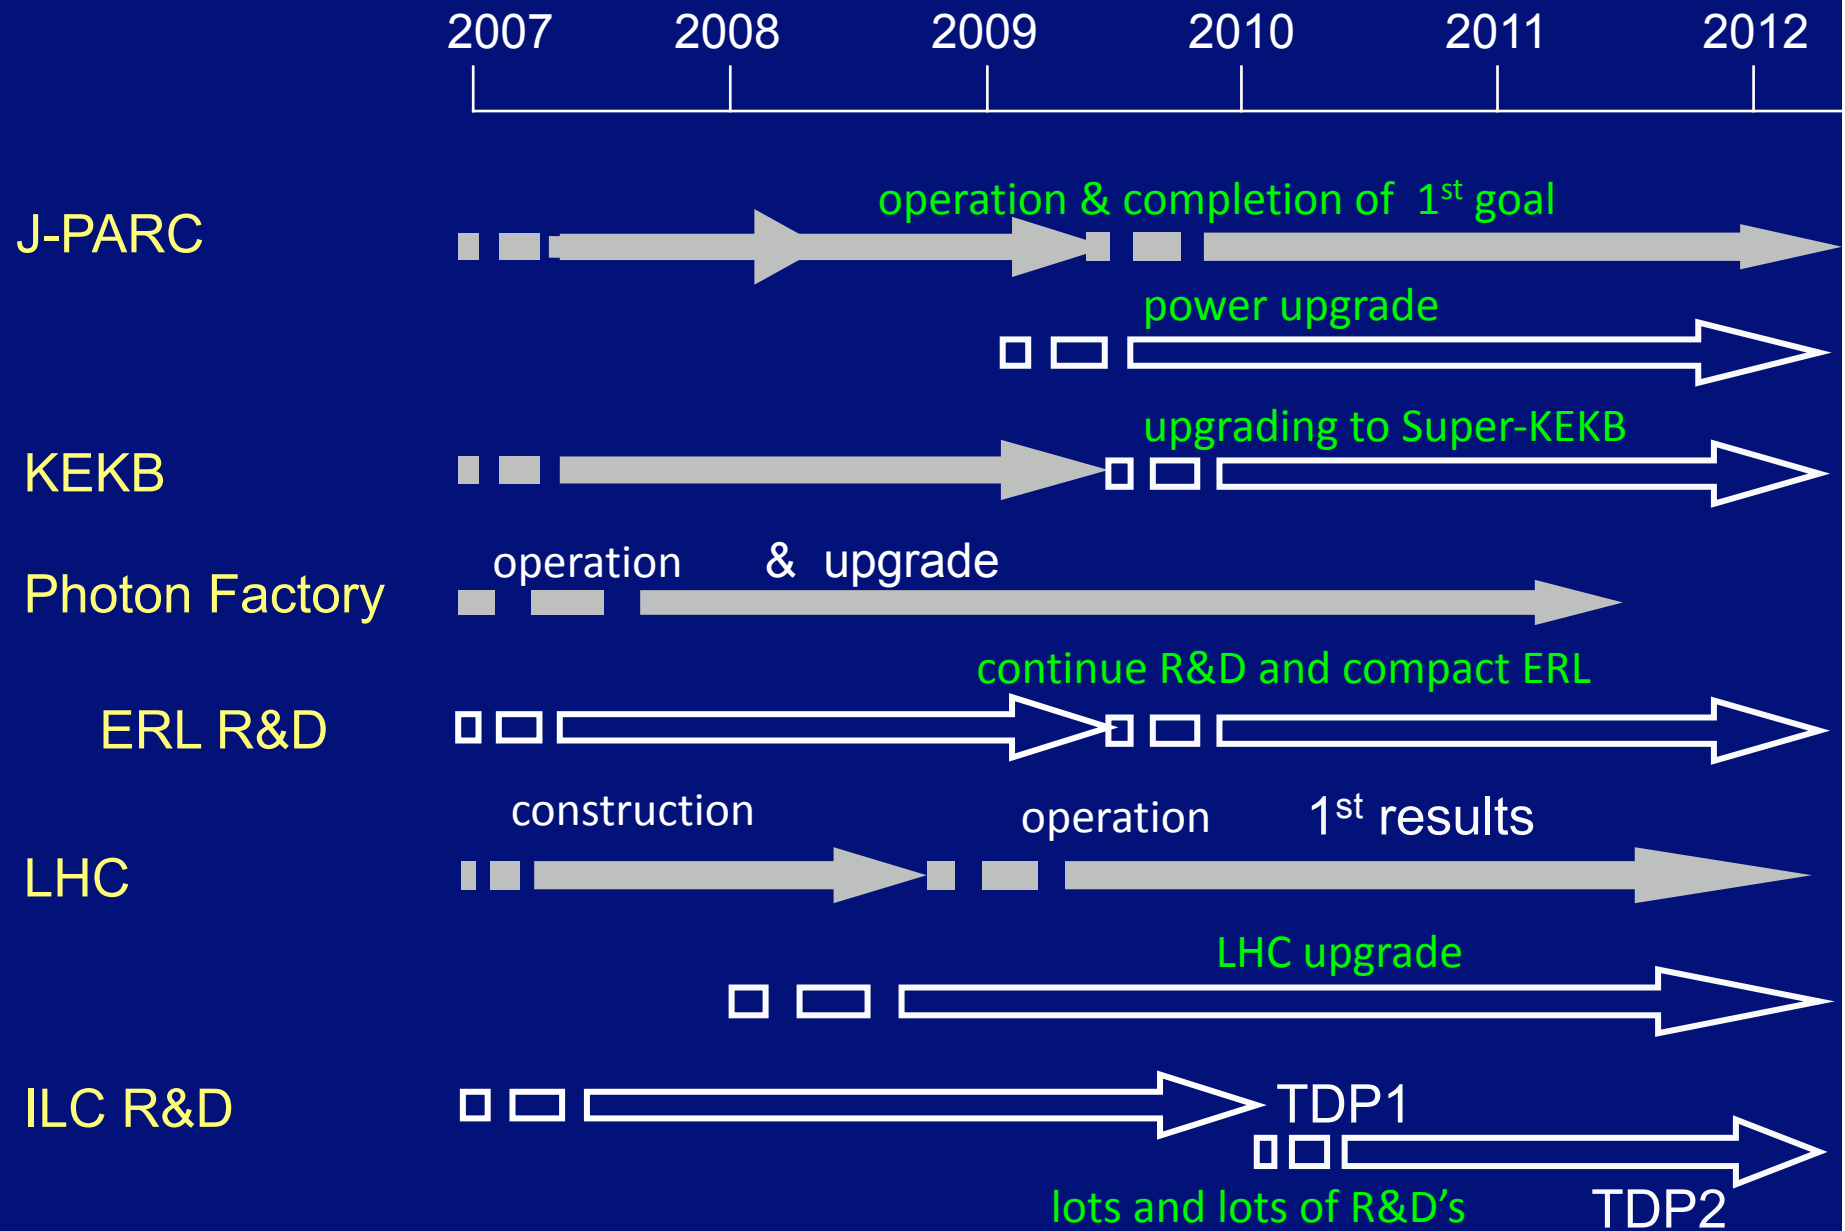 2007 2008 2009 2010 2011 2012
operation & completion of 1st goal
J-PARC
power upgrade
upgrading to Super-KEKB
KEKB
operation & upgrade
Photon Factory
continue R&D and compact ERL
ERL R&D
construction operation 1st results
LHC
LHC upgrade
ILC R&D TDP1
lots and lots of R&D’s TDP2